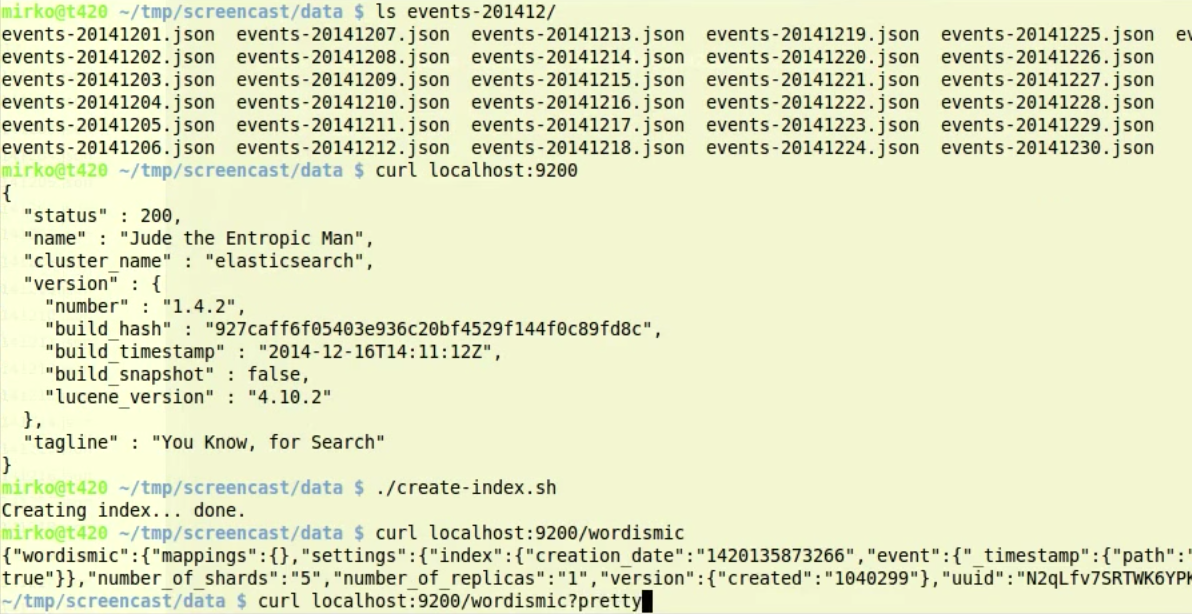 mirko@t420 ~/tmp/screencast/data $ ls events-201412/
events-20141201.json  events-20141207.json  events-20141213.json  events-20141219.json  events-20141225.json  ev
events-20141202.json  events-20141208.json  events-20141214.json  events-20141220.json  events-20141226.json
events-20141203.json  events-20141209.json  events-20141215.json  events-20141221.json  events-20141227.json
events-20141204.json  events-20141210.json  events-20141216.json  events-20141222.json  events-20141228.json
events-20141205.json  events-20141211.json  events-20141217.json  events-20141223.json  events-20141229.json
events-20141206.json  events-20141212.json  events-20141218.json  events-20141224.json  events-20141230.json
mirko@t420 ~/tmp/screencast/data $ curl localhost:9200
{
  "status" : 200,
  "name" : "Jude the Entropic Man",
  "cluster_name" : "elasticsearch",
  "version" : {
    "number" : "1.4.2",
    "build_hash" : "927caff6f05403e936c20bf4529f144f0c89fd8c",
    "build_timestamp" : "2014-12-16T14:11:12Z",
    "build_snapshot" : false,
    "lucene_version" : "4.10.2"
  },
  "tagline" : "You Know, for Search"
}
mirko@t420 ~/tmp/screencast/data $ ./create-index.sh
Creating index... done.
mirko@t420 ~/tmp/screencast/data $ curl localhost:9200/wordismic
{"wordismic":{"mappings":{},"settings":{"index":{"creation_date":"1420135873266","event":{"_timestamp":{"path":"
true"}},"number_of_shards":"5","number_of_replicas":"1","version":{"created":"1040299"},"uuid":"N2qLfv7SRTWK6YPK
~/tmp/screencast/data $ curl localhost:9200/wordismic?pretty